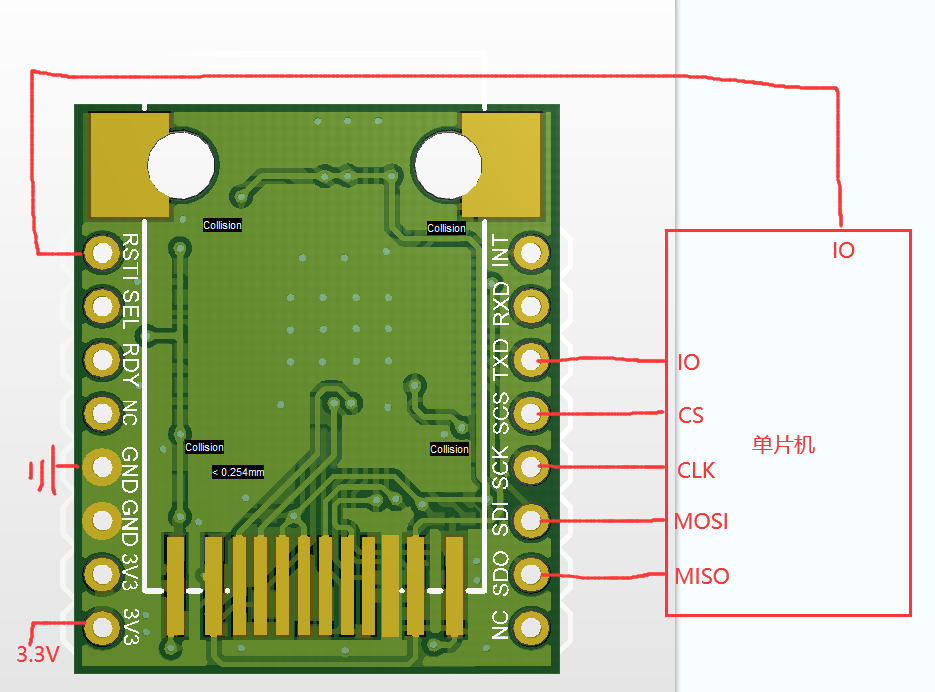 Collision
Collision
IO
RSTI
INT
SEL
RXD
RDY
TXD
IO
NC
SCS
CS
Collision
Collision
单片机
< 0.254mm
GND
SCK
CLK
GND
SDI
MOSI
3V3
SDO
MISO
3V3
NC
3.3V